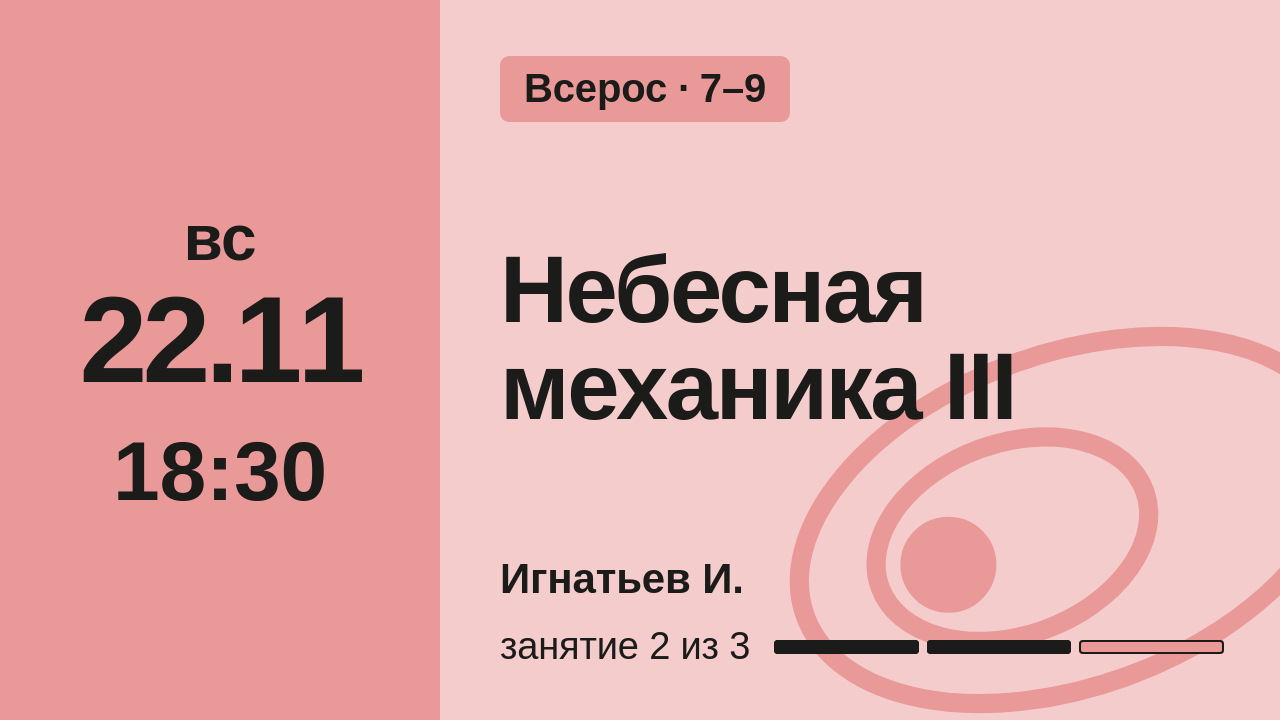 вс
22.11
18:30
Всерос · 7–9
Небесная
механика III
Игнатьев И.
занятие 2 из 3